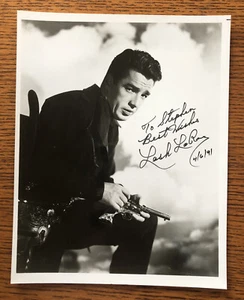 To Stephen
Best Wishes
Lash LaRue
4/6/91